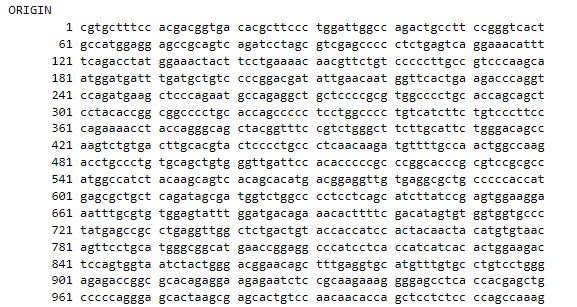 ORIGIN
1 cgtgctttcc acgacggtga cacgcttccc tggattggcc agactgcctt ccgggtcact
61 gccatggagg agccgcagtc agatcctagc gtcgagcccc ctctgagtca ggaaacattt
121 tcagacctat ggaaactact tcctgaaaac aacgttctgt cccccttgcc gtcccaagca
181 atggatgatt tgatgctgtc cccggacgat attgaacaat ggttcactga agacccaggt
241 ccagatgaag ctcccagaat gccagaggct gctccccgcg tggcccctgc accagcagct
301 cctacaccgg cggcccctgc accagccccc tcctggcccc tgtcatcttc tgtcccttcc
361 cagaaaacct accagggcag ctacggtttc cgtctgggct tcttgcattc tgggacagcc
421 aagtctgtga cttgcacgta ctcccctgcc ctcaacaaga tgttttgcca actggccaag
481 acctgccctg tgcagctgtg ggttgattcc acacccccgc ccggcacccg cgtccgcgcc
541 atggccatct acaagcagtc acagcacatg acggaggttg tgaggcgctg cccccaccat
601 gagcgctgct cagatagcga tggtctggcc cctcctcagc atcttatccg agtggaagga
661 aatttgcgtg tggagtattt ggatgacaga aacacttttc gacatagtgt ggtggtgccc
721 tatgagccgc ctgaggttgg ctctgactgt accaccatcc actacaacta catgtgtaac
781 agttcctgca tgggcggcat gaaccggagg cccatcctca ccatcatcac actggaagac
841 tccagtggta atctactggg acggaacagc tttgaggtgc atgtttgtgc ctgtcctggg
901 agagaccggc gcacagagga agagaatctc cgcaagaaag gggagcctca ccacgagctg
961 cccccaggga gcactaagcg agcactgtcc aacaacacca gctcctctcc ccagccaaag